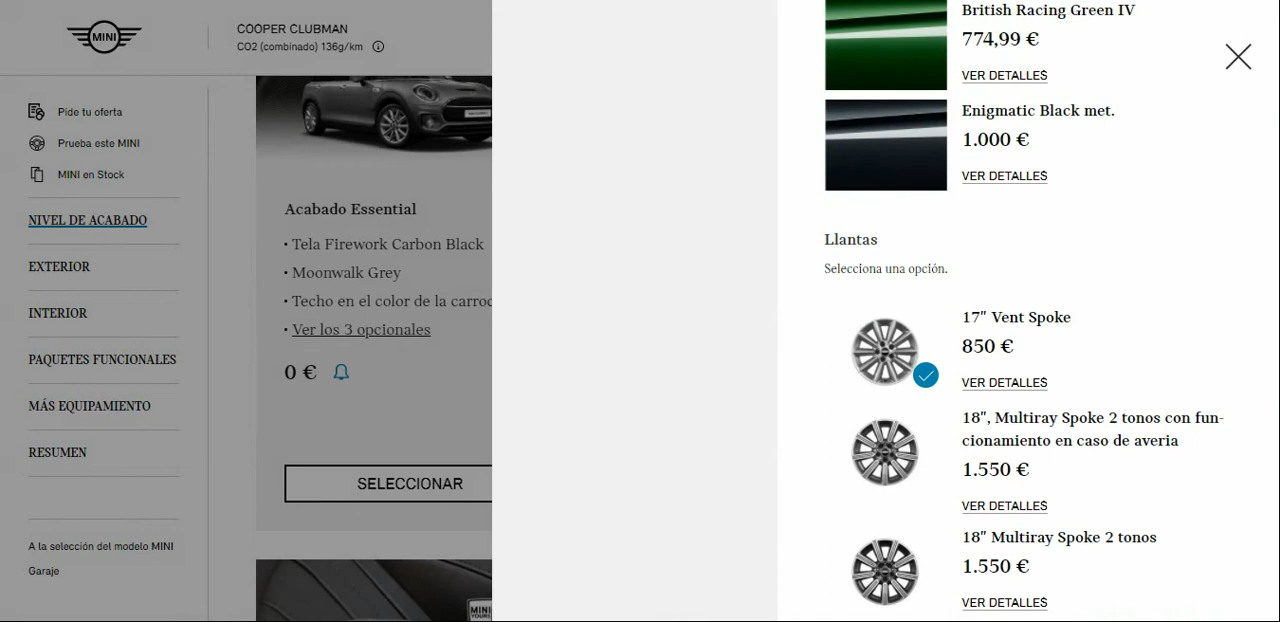 MINI
COOPER CLUBMAN
CO2 (combinado) 136g/km
Pide tu oferta
Prueba este MINI
MINI en Stock
NIVEL DE ACABADO
EXTERIOR
INTERIOR
PAQUETES FUNCIONALES
MÁS EQUIPAMIENTO
RESUMEN
A la selección del modelo MINI
Garaje
Acabado Essential
• Tela Firework Carbon Black
• Moonwalk Grey
• Techo en el color de la carroc
• Ver los 3 opcionales
0 €
SELECCIONAR
MINI
YOURS
British Racing Green IV
774,99 €
VER DETALLES
Enigmatic Black met.
1.000 €
VER DETALLES
Llantas
Selecciona una opción.
17" Vent Spoke
850 €
VER DETALLES
18", Multiray Spoke 2 tonos con fun-
cionamiento en caso de averia
1.550 €
VER DETALLES
18" Multiray Spoke 2 tonos
1.550 €
VER DETALLES